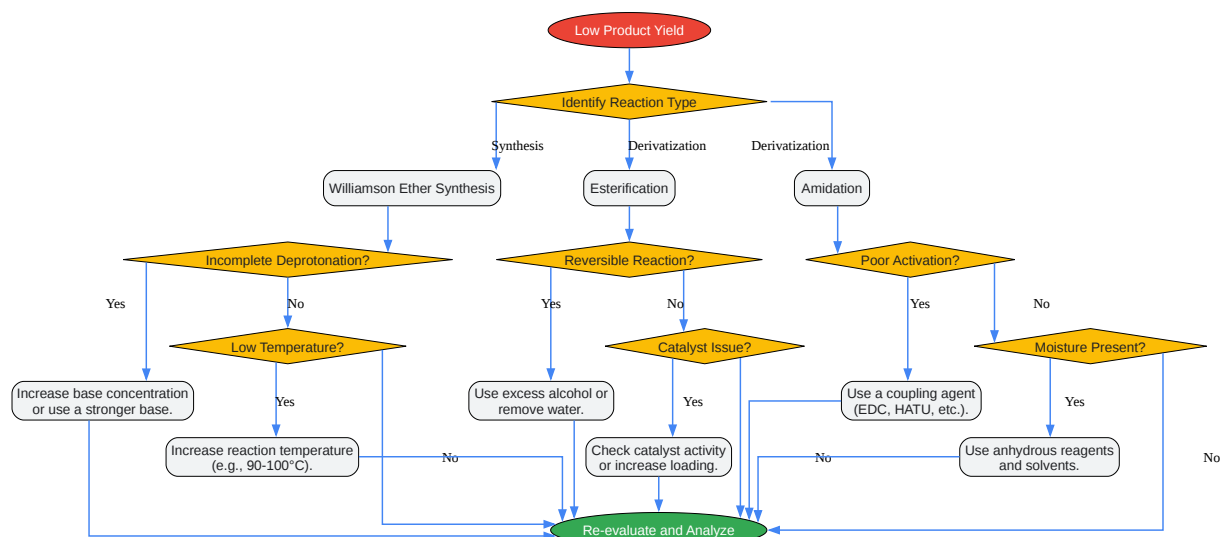 Low Product Yield
Identify Reaction Type
Synthesis
Derivatization
Derivatization
Williamson Ether Synthesis
Esterification
Amidation
Incomplete Deprotonation?
Reversible Reaction?
Poor Activation?
Yes
No
Yes
No
Yes
No
Low Temperature?
Catalyst Issue?
Moisture Present?
Increase base concentration
or use a stronger base.
Yes
Use excess alcohol or
remove water.
Yes
Use a coupling agent
(EDC, HATU, etc.).
Yes
Increase reaction temperature
(e.g., 90-100°C).
No
Check catalyst activity
or increase loading.
No
Use anhydrous reagents
and solvents.
No
Re-evaluate and Analyze